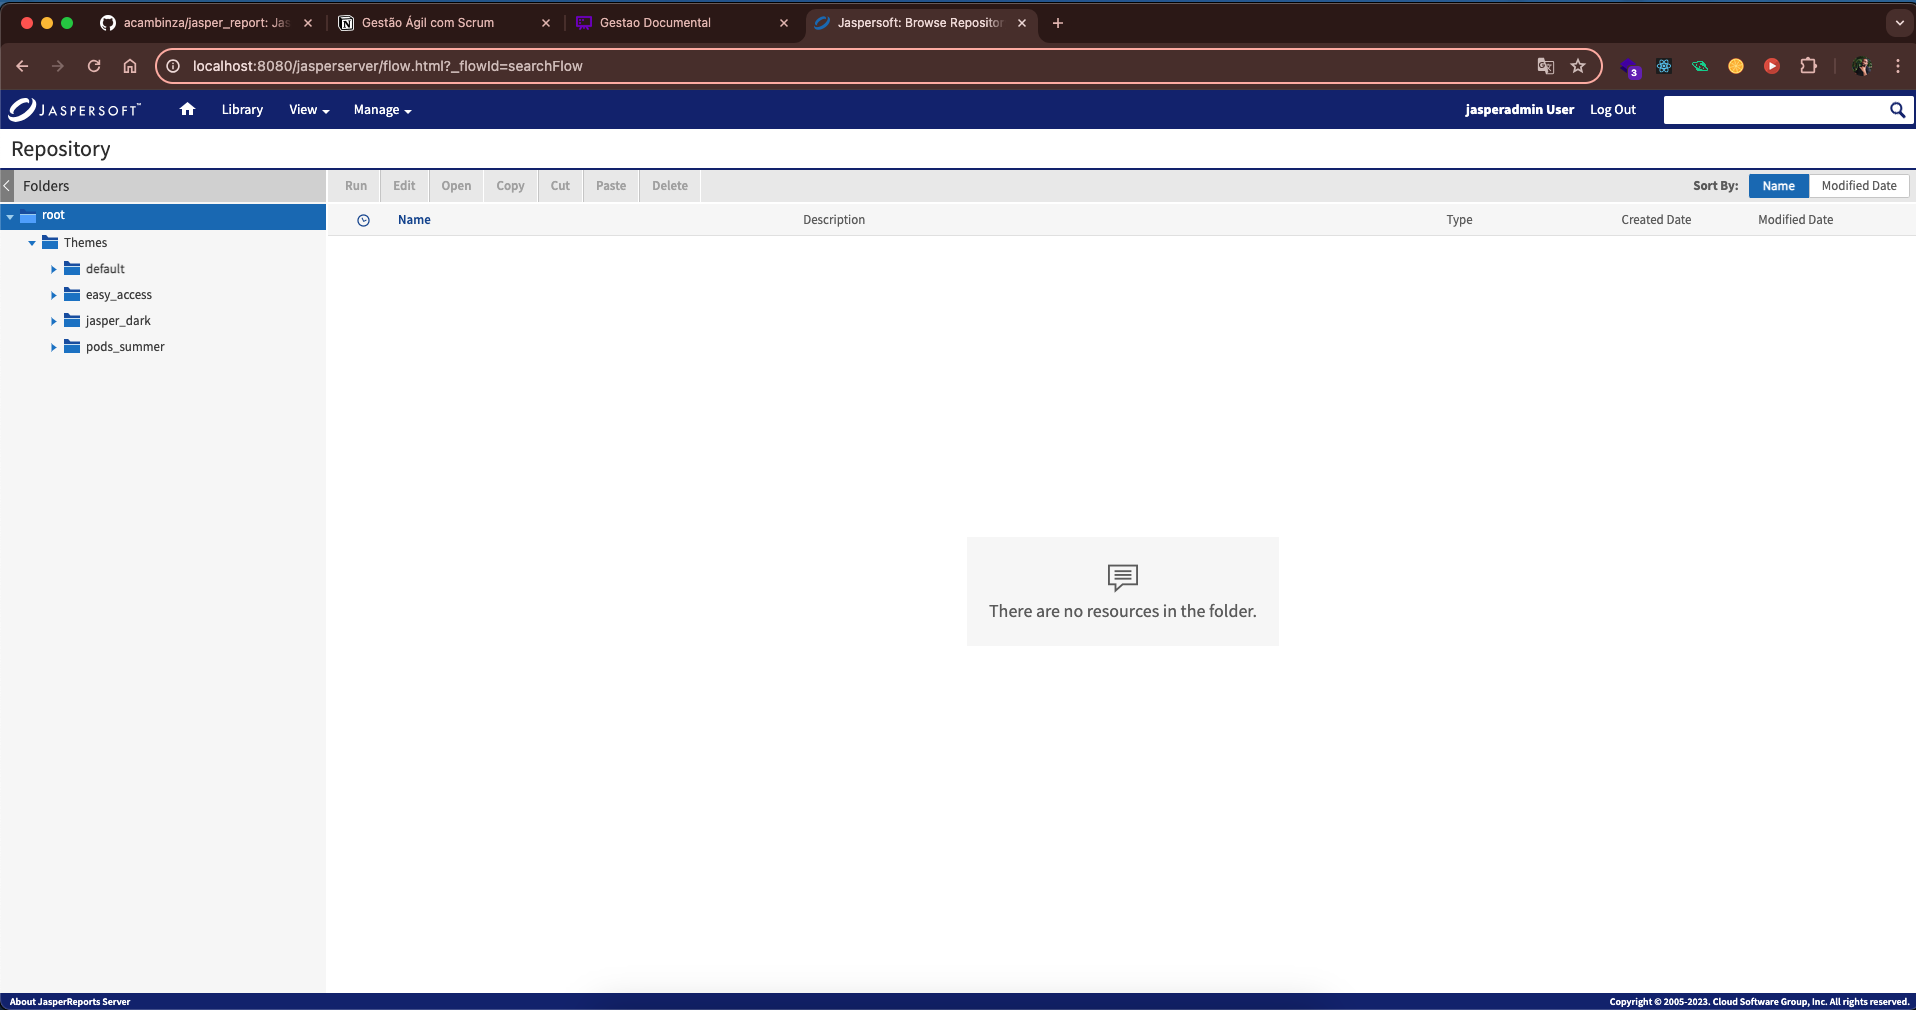 acambinza/jasper_report: Jas
Gestão Ágil com Scrum
Gestao Documental
Jaspersoft: Browse Repositor
localhost:8080/jasperserver/flow.html?_flowId=searchFlow
3
JASPERSOFT™
Library
View
Manage
jasperadmin User
Log Out
Repository
Folders
Run
Edit
Open
Copy
Cut
Paste
Delete
Sort By:
Name
Modified Date
root
Name
Description
Type
Created Date
Modified Date
Themes
default
easy_access
jasper_dark
pods_summer
There are no resources in the folder.
About JasperReports Server
Copyright © 2005-2023. Cloud Software Group, Inc. All rights reserved.